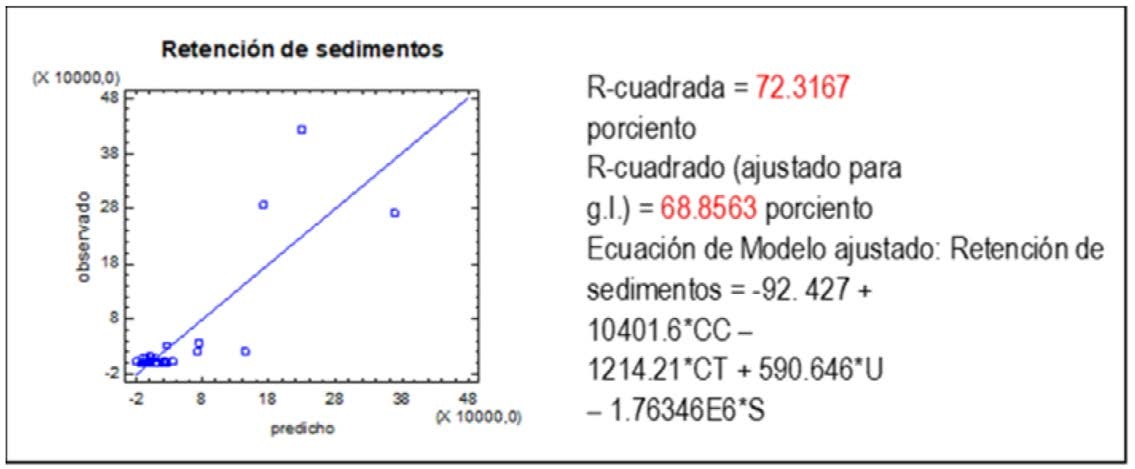 Retención de sedimentos
(X 10000,0)
48
38
28
18
8
-2
observado
-2 8 18 28 38 48
(X 10000,0)
predicho
R-cuadrada = 72.3167
porciento
R-cuadrado (ajustado para
g.l.) = 68.8563 porciento
Ecuación de Modelo ajustado: Retención de
sedimentos = -92. 427 +
10401.6*CC –
1214.21*CT + 590.646*U
– 1.76346E6*S